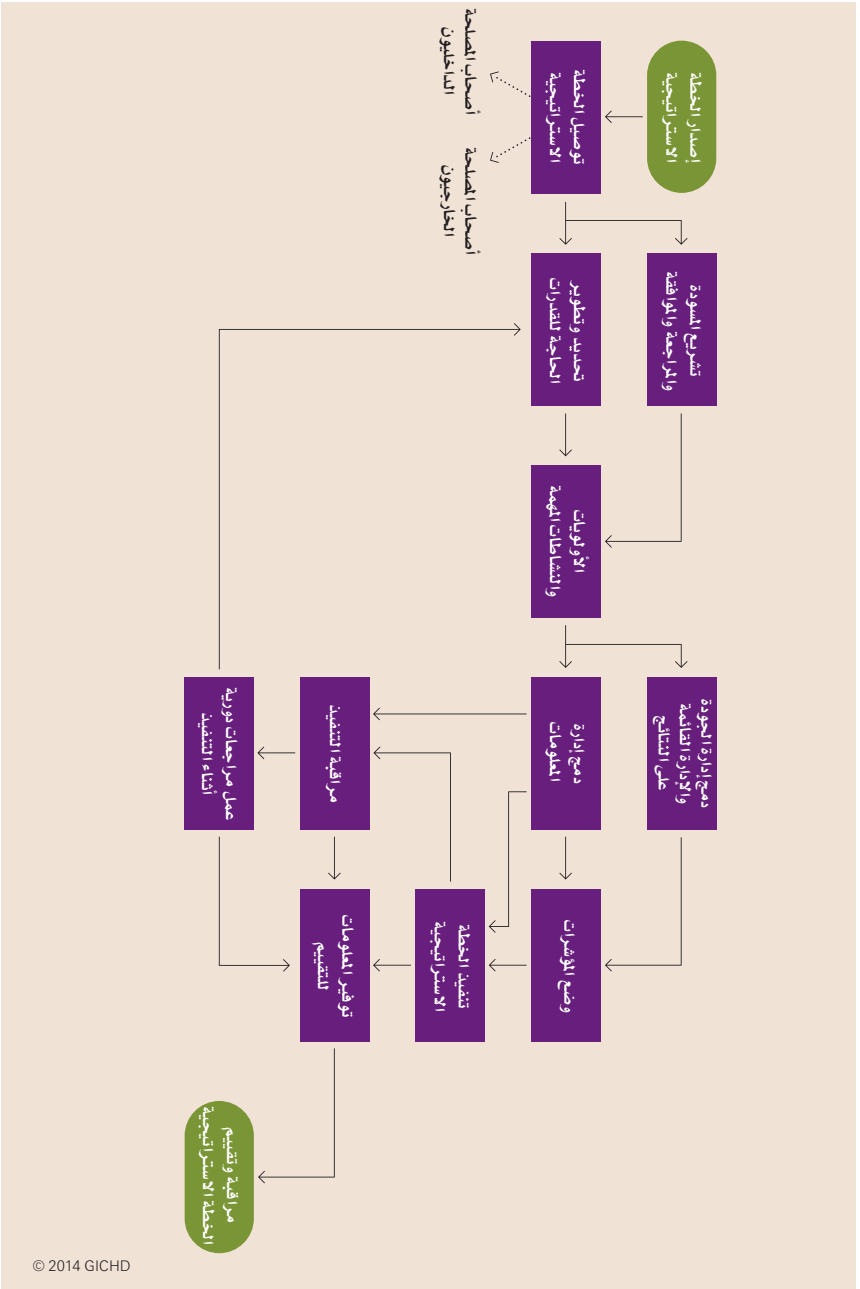 إصدار الخطة
الاستراتيجية
توصيل الخطة
الاستراتيجية
أصحاب المصلحة
الداخليون
أصحاب المصلحة
الخارجيون
تشريع المسودة
والمراجعة والموافقة
تحديد وتطوير
الحاجة للقدرات
الأولويات
والنشاطات المهمة
دمج إدارة الجودة
والإدارة القائمة
على النتائج
دمج إدارة
المعلومات
مراقبة التنفيذ
عمل مراجعات دورية
أثناء التنفيذ
وضع المؤشرات
تنفيذ الخطة
الاستراتيجية
توفير المعلومات
للتقييم
مراقبة وتقييم
الخطة الاستراتيجية
© 2014 GICHD